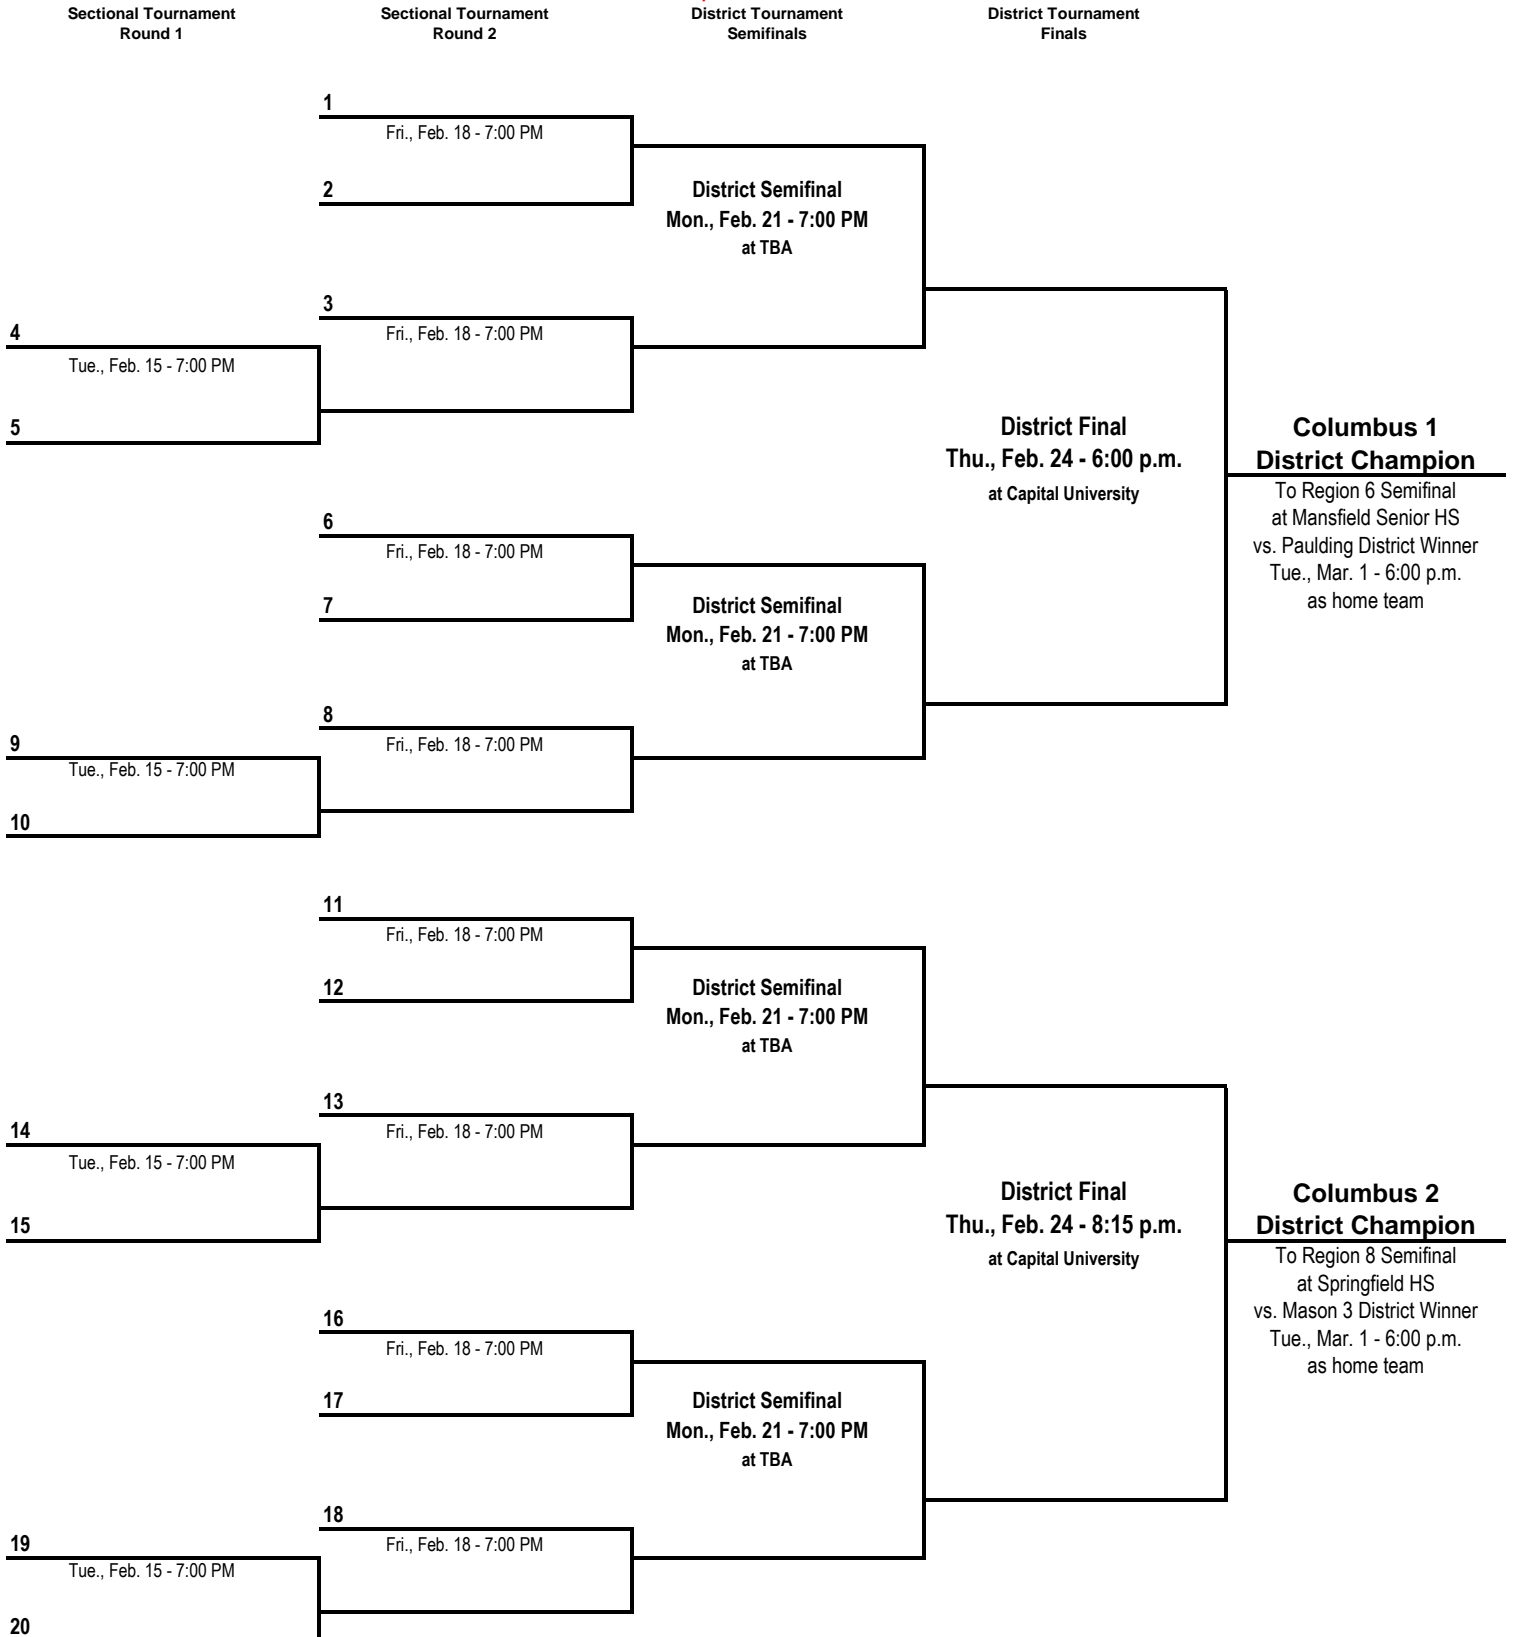 Sectional Tournament
Round 1
Sectional Tournament
Round 2
District Tournament
Semifinals
District Tournament
Finals
1
Fri., Feb. 18 - 7:00 PM
2
District Semifinal
Mon., Feb. 21 - 7:00 PM
at TBA
3
Fri., Feb. 18 - 7:00 PM
4
Tue., Feb. 15 - 7:00 PM
5
District Final
Thu., Feb. 24 - 6:00 p.m.
at Capital University
Columbus 1
District Champion
To Region 6 Semifinal
at Mansfield Senior HS
vs. Paulding District Winner
Tue., Mar. 1 - 6:00 p.m.
as home team
6
Fri., Feb. 18 - 7:00 PM
7
District Semifinal
Mon., Feb. 21 - 7:00 PM
at TBA
8
Fri., Feb. 18 - 7:00 PM
9
Tue., Feb. 15 - 7:00 PM
10
11
Fri., Feb. 18 - 7:00 PM
12
District Semifinal
Mon., Feb. 21 - 7:00 PM
at TBA
13
Fri., Feb. 18 - 7:00 PM
14
Tue., Feb. 15 - 7:00 PM
15
District Final
Thu., Feb. 24 - 8:15 p.m.
at Capital University
Columbus 2
District Champion
To Region 8 Semifinal
at Springfield HS
vs. Mason 3 District Winner
Tue., Mar. 1 - 6:00 p.m.
as home team
16
Fri., Feb. 18 - 7:00 PM
17
District Semifinal
Mon., Feb. 21 - 7:00 PM
at TBA
18
Fri., Feb. 18 - 7:00 PM
19
Tue., Feb. 15 - 7:00 PM
20